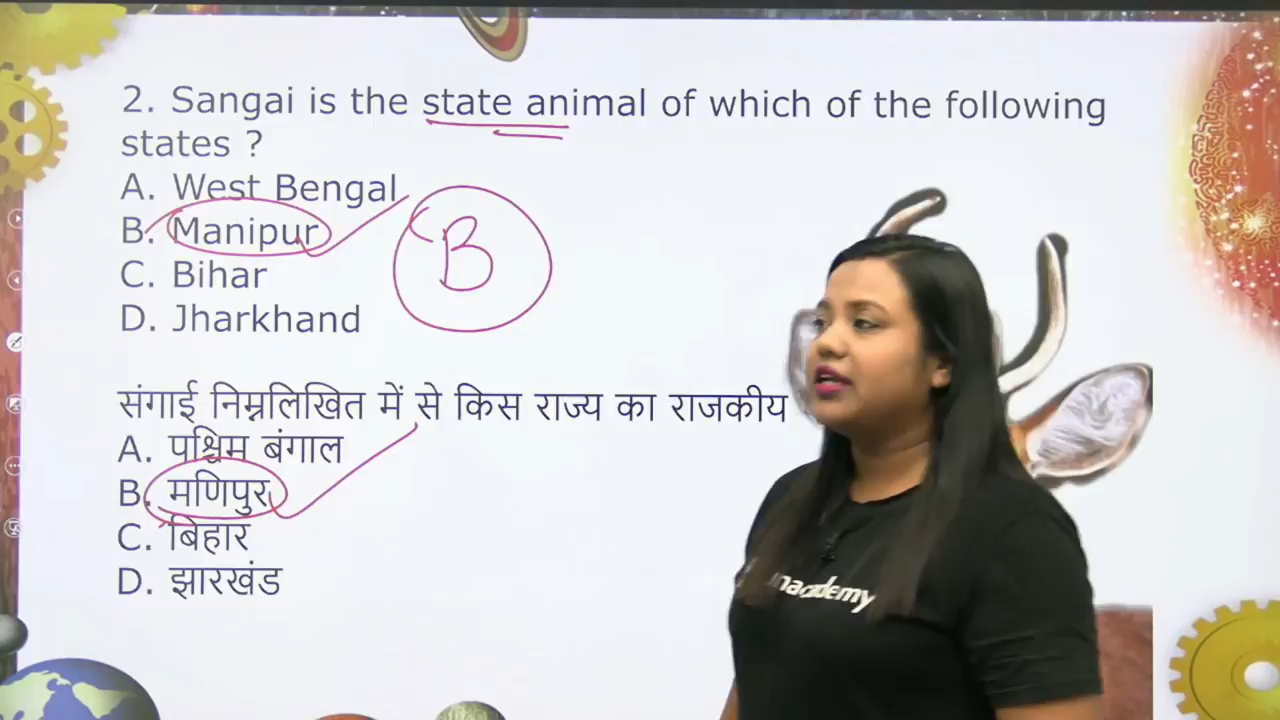 2. Sangai is the state animal of which of the following
states ?
A. West Bengal
B. Manipur
C. Bihar
D. Jharkhand
B
संगाई निम्नलिखित में से किस राज्य का राजकीय
A. पश्चिम बंगाल
B. मणिपुर
C. बिहार
D. झारखंड
unacademy